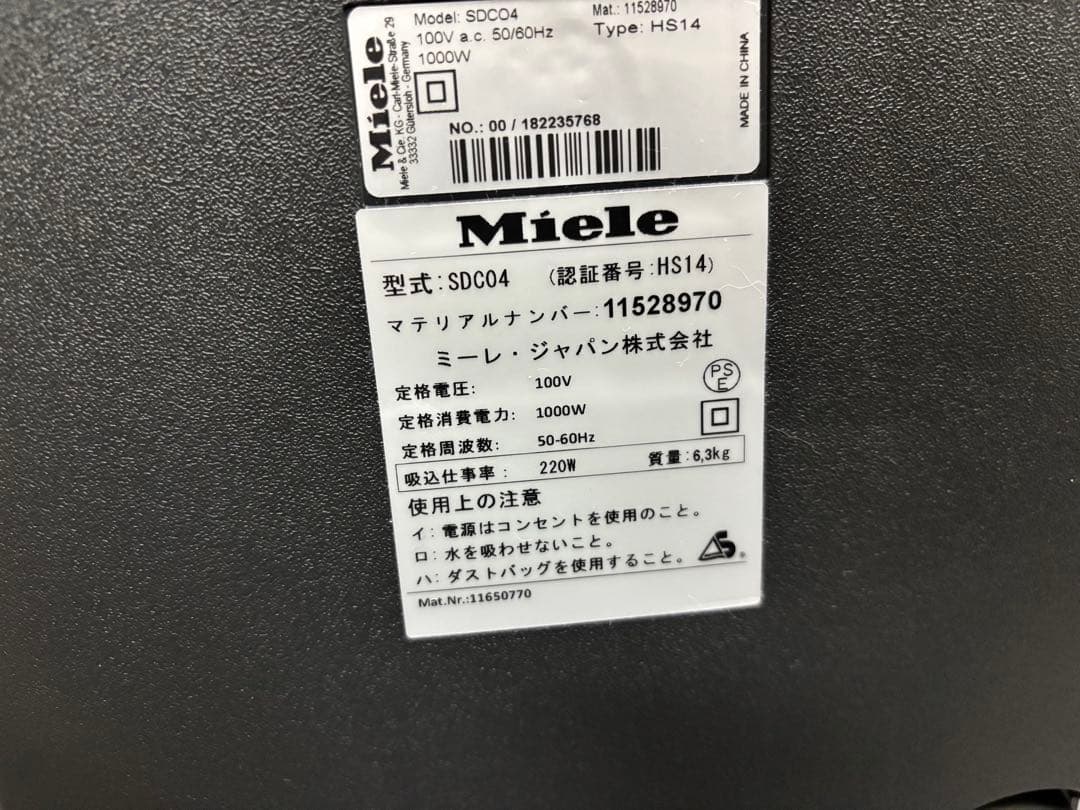 Miele
Miele & Cie. KG - Carl-Miele-Straße 29
33332 Gütersloh - Germany
Model: SDCO4
Mat.: 11528970
100V a.c. 50/60Hz
Type: HS14
1000W
MADE IN CHINA
NO.: 00 / 182235768
Miele
型式:SDC04 (認証番号:HS14)
マテリアルナンバー:11528970
ミーレ・ジャパン株式会社
定格電圧: 100V
PS
E
定格消費電力: 1000W
定格周波数: 50-60Hz
吸込仕事率: 220W 質量:6,3kg
使用上の注意
イ:電源はコンセントを使用のこと。
ロ:水を吸わせないこと。
ハ:ダストバッグを使用すること。
Mat.Nr.:11650770